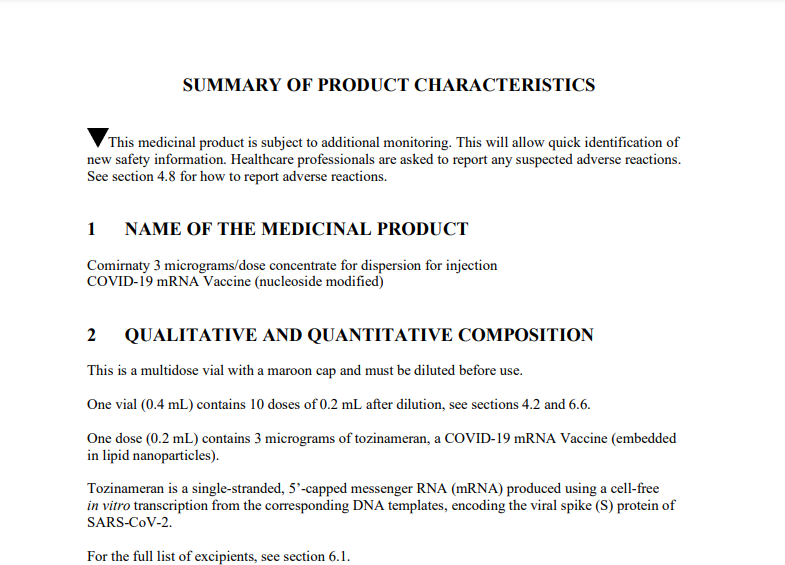 SUMMARY OF PRODUCT CHARACTERISTICS
▼This medicinal product is subject to additional monitoring. This will allow quick identification of
new safety information. Healthcare professionals are asked to report any suspected adverse reactions.
See section 4.8 for how to report adverse reactions.
1 NAME OF THE MEDICINAL PRODUCT
Comirnaty 3 micrograms/dose concentrate for dispersion for injection
COVID-19 mRNA Vaccine (nucleoside modified)
2 QUALITATIVE AND QUANTITATIVE COMPOSITION
This is a multidose vial with a maroon cap and must be diluted before use.
One vial (0.4 mL) contains 10 doses of 0.2 mL after dilution, see sections 4.2 and 6.6.
One dose (0.2 mL) contains 3 micrograms of tozinameran, a COVID-19 mRNA Vaccine (embedded
in lipid nanoparticles).
Tozinameran is a single-stranded, 5’-capped messenger RNA (mRNA) produced using a cell-free
in vitro transcription from the corresponding DNA templates, encoding the viral spike (S) protein of
SARS-CoV-2.
For the full list of excipients, see section 6.1.